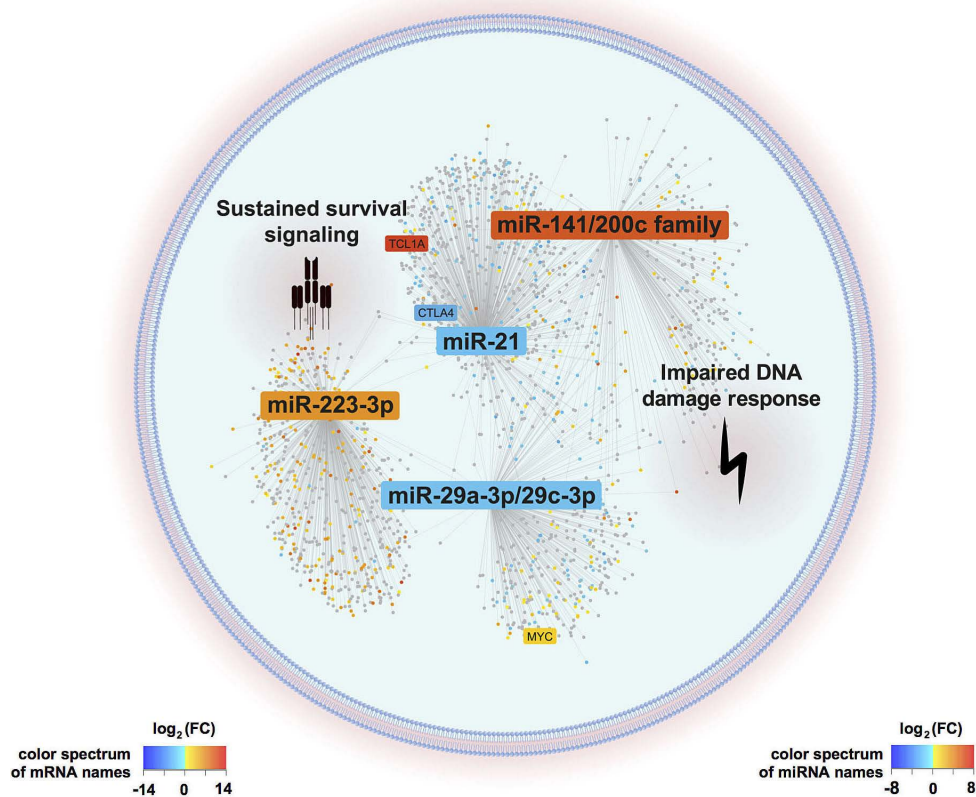 Sustained survival
signaling
miR-141/200c family
TCL1A
CTLA4
miR-21
Impaired DNA
damage response
miR-223-3p
miR-29a-3p/29c-3p
MYC
log₂(FC)
color spectrum
of mRNA names
-14 0 14
log₂(FC)
color spectrum
of miRNA names
-8 0 8